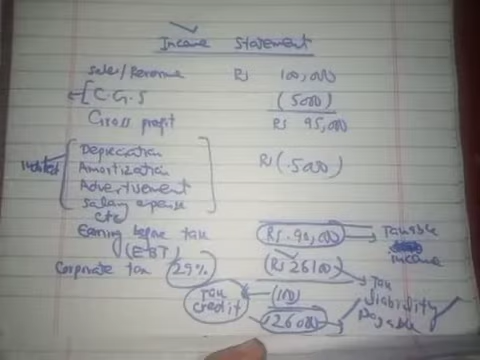 Income Statement
Sales/Revenue Rs 100,000
C.G.S (5000)
Gross profit Rs 95,000
Depreciation
Amortization Rs (5000)
Advertisement
Salary expense
etc
Earning before tax Rs. 90,000 Taxable
(EBT) income
Corporate tax 29% (Rs 26100) Tax
Tax (100) liability
credit (26000) payable